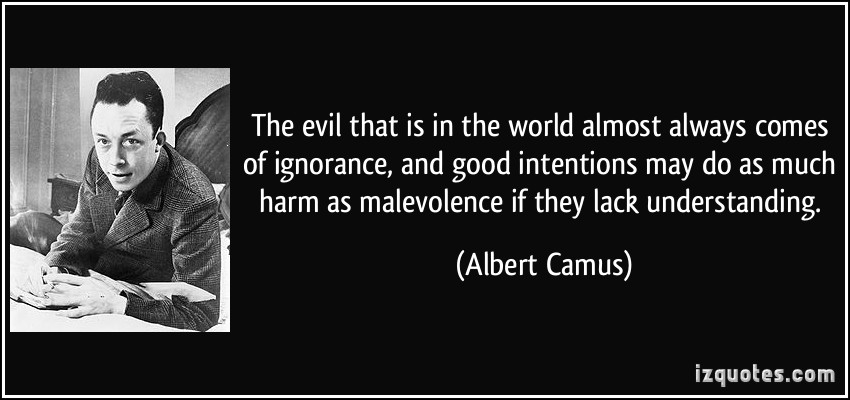 The evil that is in the world almost always comes
of ignorance, and good intentions may do as much
harm as malevolence if they lack understanding.
(Albert Camus)
izquotes.com